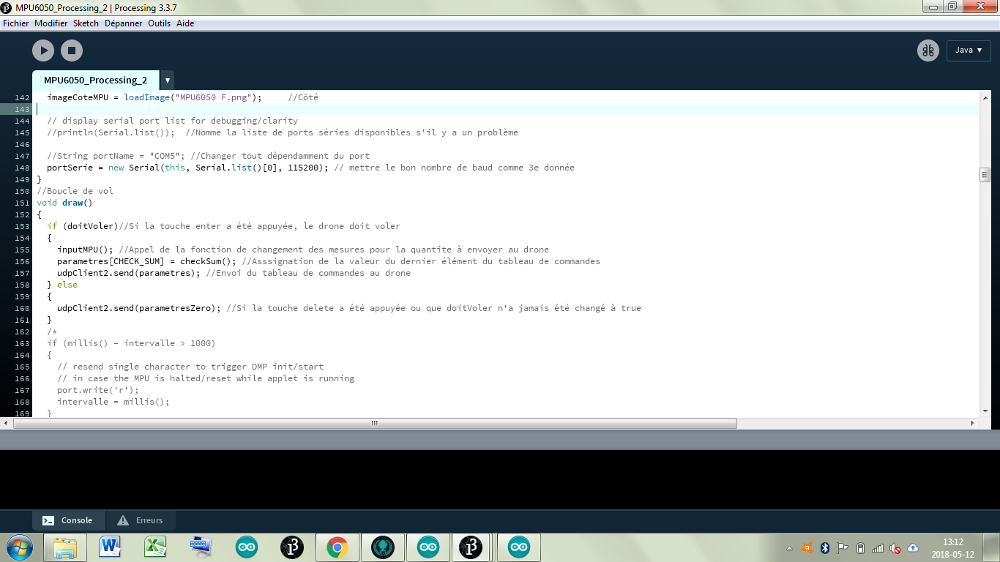 MPU6050_Processing_2 | Processing 3.3.7
Fichier Modifier Sketch Dépanner Outils Aide
Java ▼
MPU6050_Processing_2 ▼
142 imageCoteMPU = loadImage("MPU6050 F.png");     //Côté
143
144 // display serial port list for debugging/clarity
145 //println(Serial.list());  //Nomme la liste de ports séries disponibles s'il y a un problème
146
147 //String portName = "COM5"; //Changer tout dépendamment du port
148 portSerie = new Serial(this, Serial.list()[0], 115200); // mettre le bon nombre de baud comme 3e donnée
149 }
150 //Boucle de vol
151 void draw()
152 {
153 if (doitVoler)//Si la touche enter a été appuyée, le drone doit voler
154 {
155 inputMPU(); //Appel de la fonction de changement des mesures pour la quantite à envoyer au drone
156 parametres[CHECK_SUM] = checkSum(); //Asssignation de la valeur du dernier élément du tableau de commandes
157 udpClient2.send(parametres); //Envoi du tableau de commandes au drone
158 } else
159 {
160 udpClient2.send(parametresZero); //Si la touche delete a été appuyée ou que doitVoler n'a jamais été changé à true
161 }
162 /*
163 if (millis() - intervalle > 1000)
164 {
165 // resend single character to trigger DMP init/start
166 // in case the MPU is halted/reset while applet is running
167 port.write('r');
168 intervalle = millis();
169 }
Console
Erreurs
13:12
2018-05-12